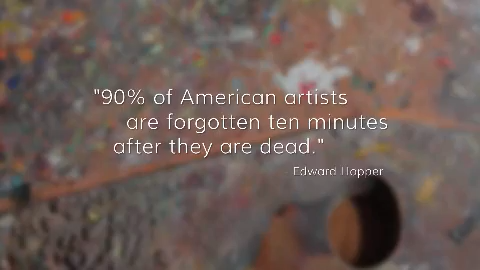 "90% of American artists
are forgotten ten minutes
after they are dead."
Edward Hopper